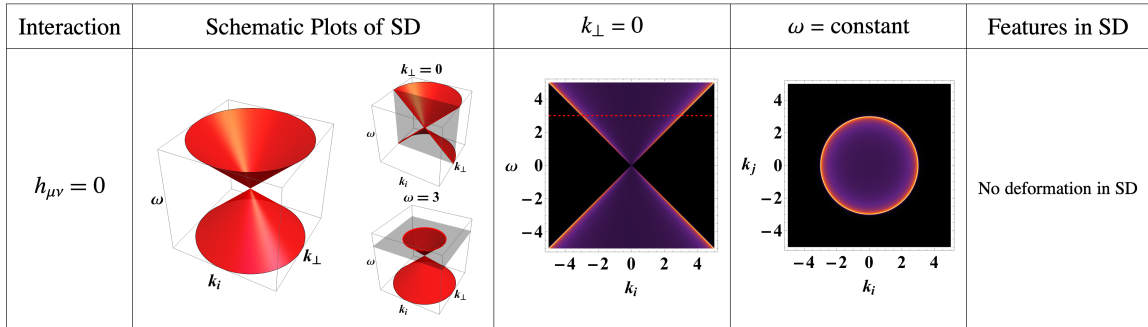 Interaction
Schematic Plots of SD
k⊥ = 0
ω = constant
Features in SD
hμν = 0
ω
ki
k⊥
k⊥ = 0
ω
ki
k⊥
ω = 3
ω
ki
k⊥
4
2
0
−2
−4
ω
−4 −2 0 2 4
ki
4
2
0
−2
−4
kj
−4 −2 0 2 4
ki
No deformation in SD